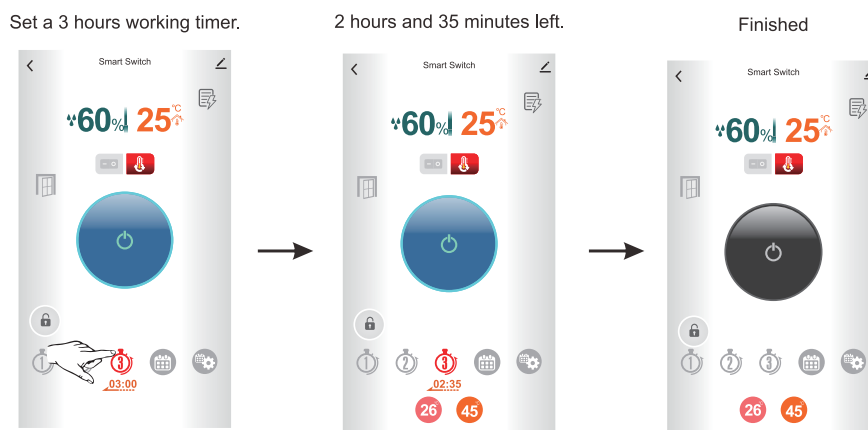 Set a 3 hours working timer.
2 hours and 35 minutes left.
Finished
Smart Switch
60% 25°C
1 3
03:00
Smart Switch
60% 25°C
1 2 3
02:35
26° 45°
Smart Switch
60% 25°C
1 2 3
26° 45°